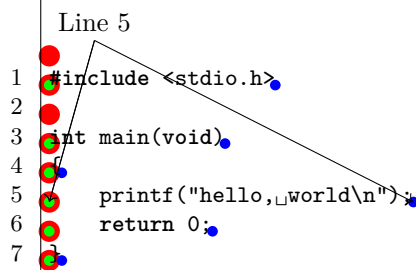 Line 5
1 #include <stdio.h>
2
3 int main(void)
4 {
5 printf("hello,␣world\n");
6 return 0;
7 }